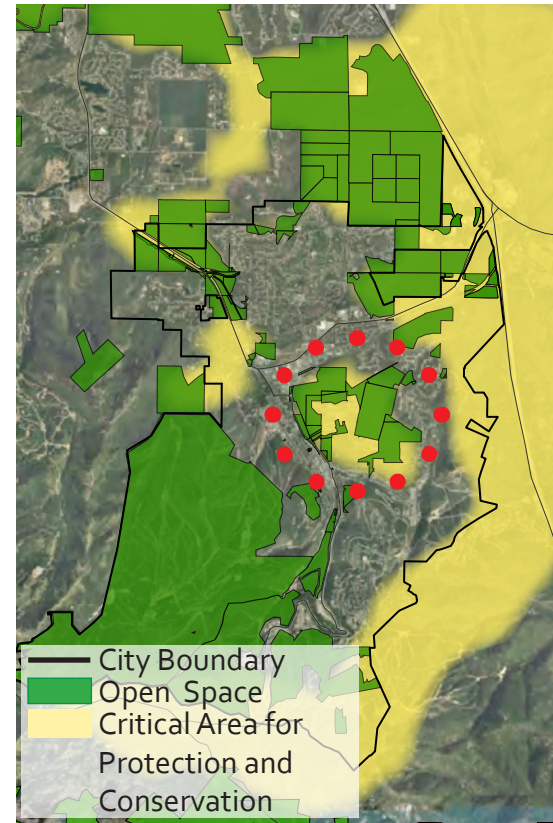 City Boundary
Open Space
Critical Area for
Protection and
Conservation